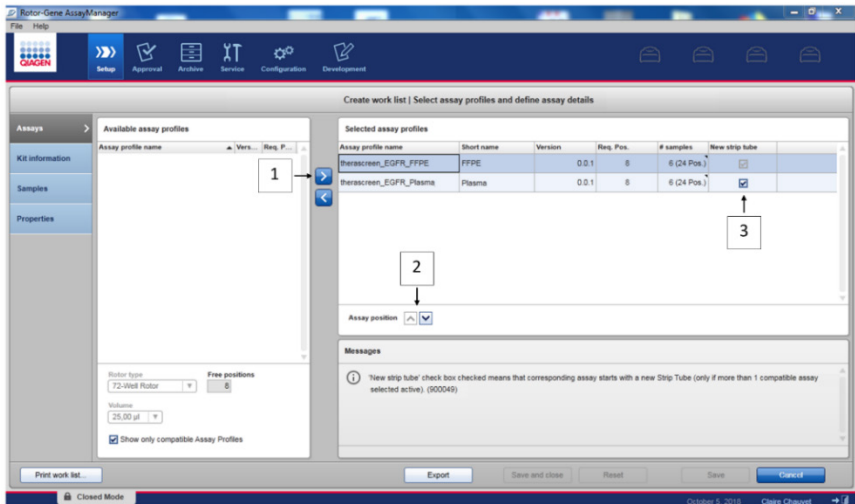 Rotor-Gene AssayManager
File Help
QIAGEN
Setup Approval Archive Service Configuration Development
Create work list | Select assay profiles and define assay details
Assays
Kit information
Samples
Properties
Available assay profiles
Assay profile name Vers... Req. P...
1
Selected assay profiles
Assay profile name Short name Version Req. Pos. # samples New strip tube
therascreen_EGFR_FFPE FFPE 0.0.1 8 6 (24 Pos.)
therascreen_EGFR_Plasma Plasma 0.0.1 8 6 (24 Pos.)
3
2
Assay position
Rotor type Free positions
72-Well Rotor 8
Volume
25,00 µl
Show only compatible Assay Profiles
Messages
'New strip tube' check box checked means that corresponding assay starts with a new Strip Tube (only if more than 1 compatible assay
selected active). (900049)
Print work list... Export Save and close Reset Save Cancel
Closed Mode October 5, 2016 Claire Chauvet